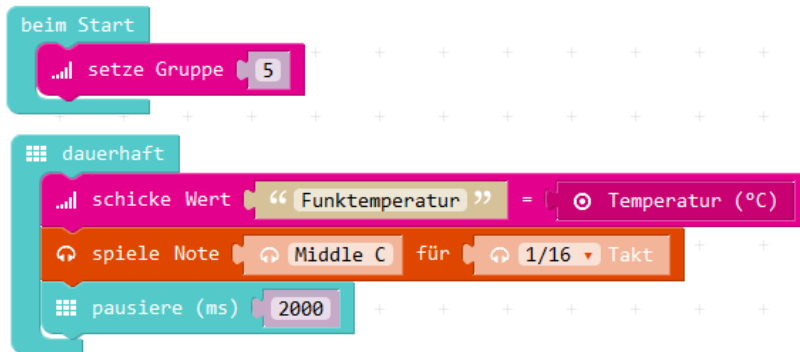 beim Start
setze Gruppe 5
dauerhaft
schicke Wert “ Funktemperatur ” = Temperatur (°C)
spiele Note Middle C für 1/16 Takt
pausiere (ms) 2000